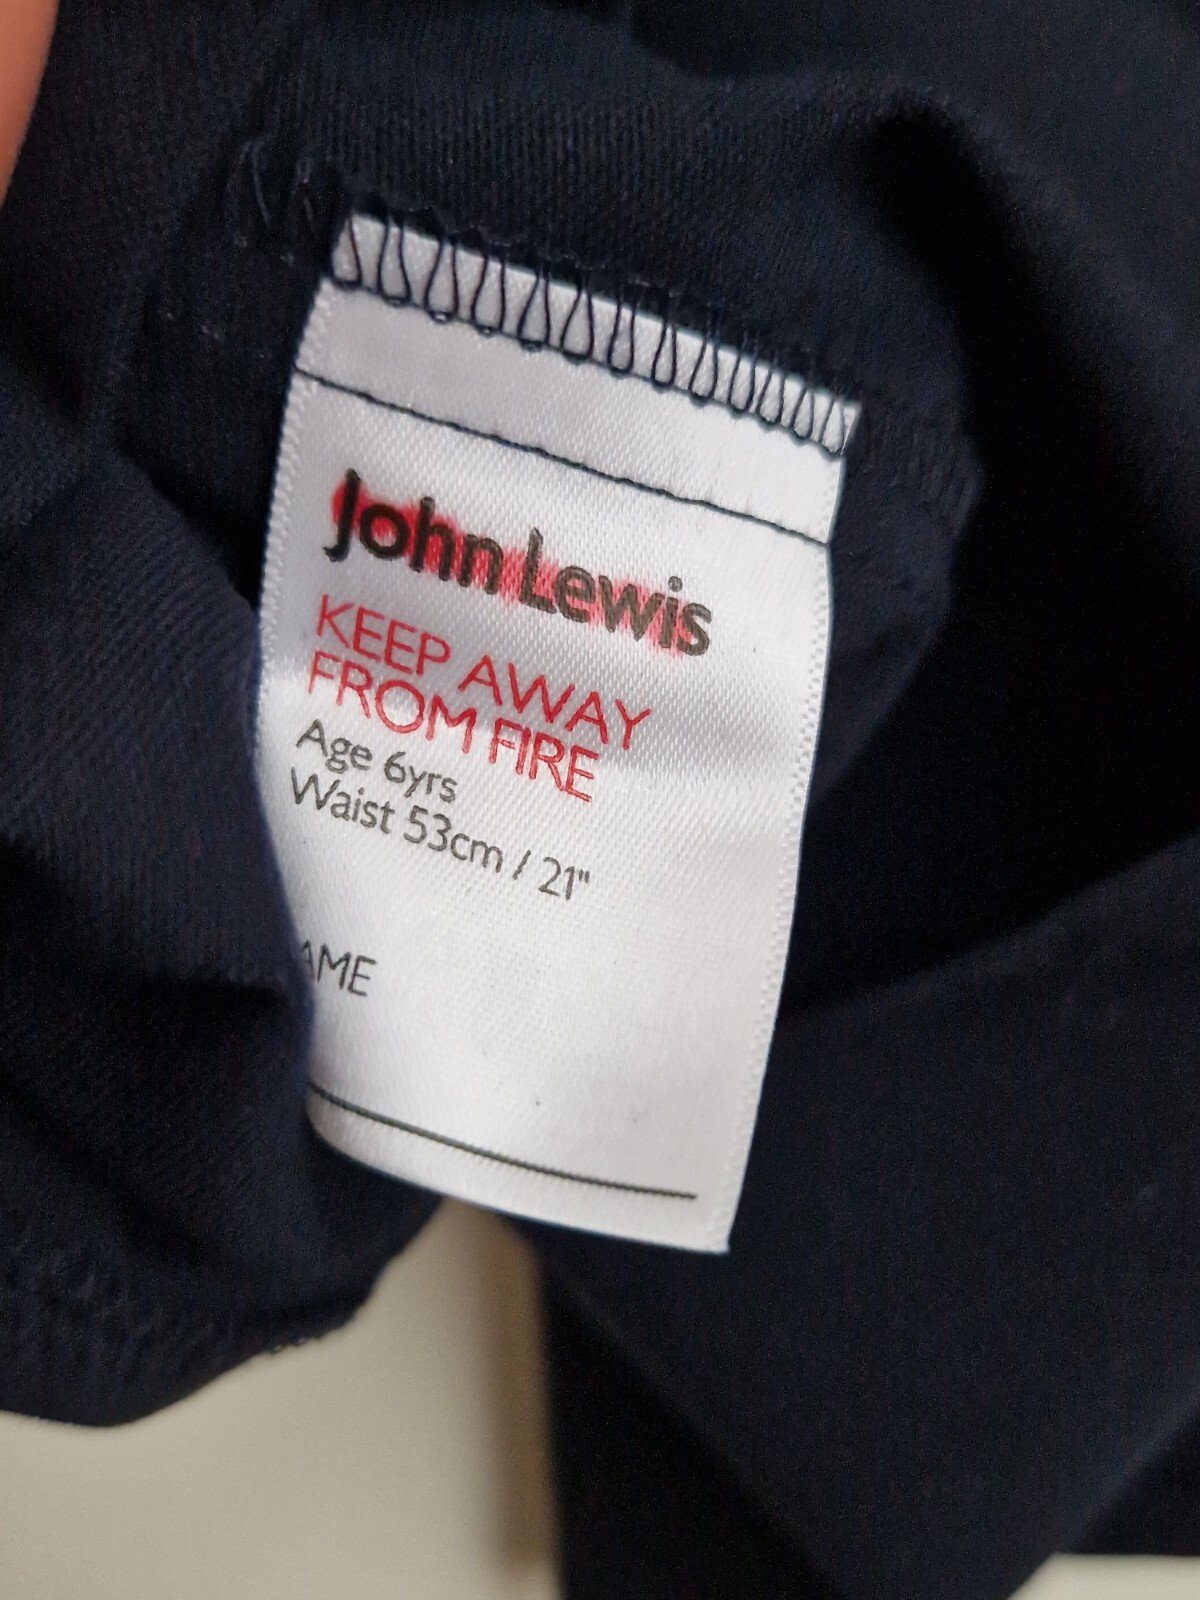 John Lewis
KEEP AWAY
FROM FIRE
Age 6yrs
Waist 53cm / 21"
AME